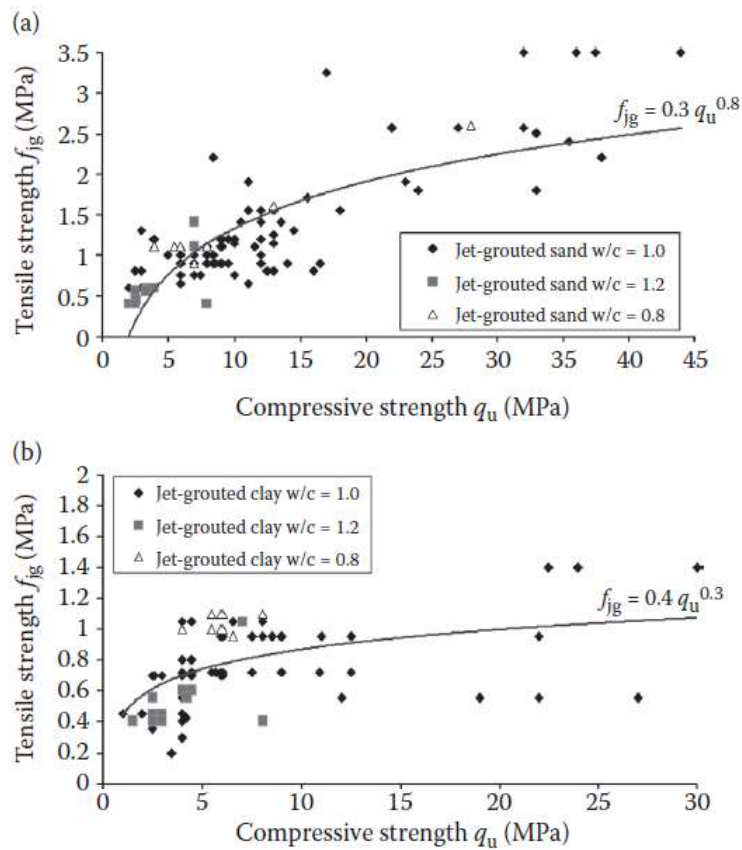 (a)
3.5
3
2.5
2
1.5
1
0.5
0
Tensile strength fjg (MPa)
fjg = 0.3 qu^0.8
Jet-grouted sand w/c = 1.0
Jet-grouted sand w/c = 1.2
Jet-grouted sand w/c = 0.8
0 5 10 15 20 25 30 35 40 45
Compressive strength qu (MPa)
(b)
2
1.8
1.6
1.4
1.2
1
0.8
0.6
0.4
0.2
0
Tensile strength fjg (MPa)
Jet-grouted clay w/c = 1.0
Jet-grouted clay w/c = 1.2
Jet-grouted clay w/c = 0.8
fjg = 0.4 qu^0.3
0 5 10 15 20 25 30
Compressive strength qu (MPa)